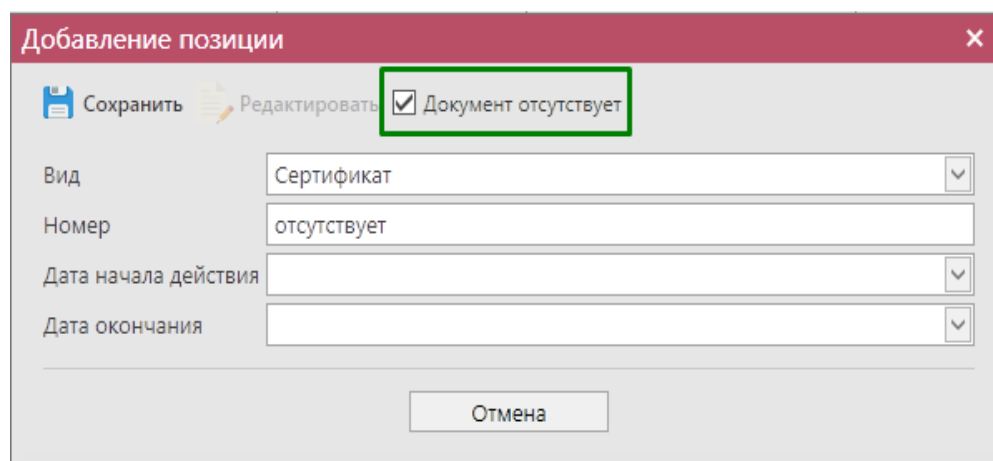 Добавление позиции
Сохранить Редактировать Документ отсутствует
Вид Сертификат
Номер отсутствует
Дата начала действия
Дата окончания
Отмена